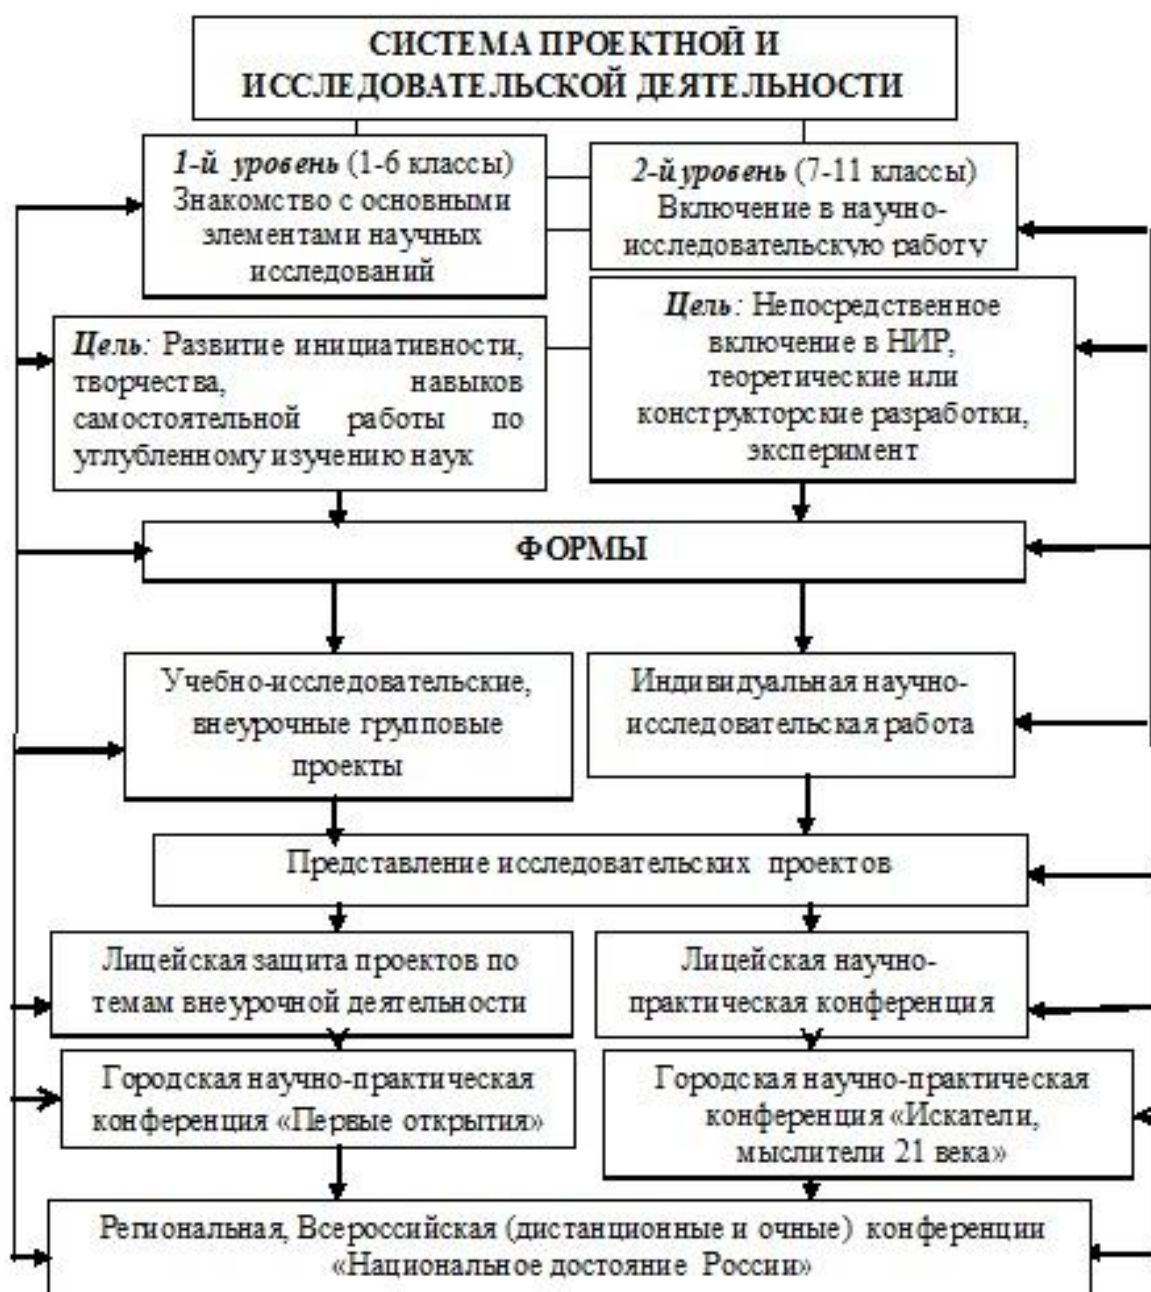 СИСТЕМА ПРОЕКТНОЙ И
ИССЛЕДОВАТЕЛЬСКОЙ ДЕЯТЕЛЬНОСТИ
1-й уровень (1-6 классы)
Знакомство с основными
элементами научных
исследований
2-й уровень (7-11 классы)
Включение в научно-
исследовательскую работу
Цель: Развитие инициативности,
творчества, навыков
самостоятельной работы по
углубленному изучению наук
Цель: Непосредственное
включение в НИР,
теоретические или
конструкторские разработки,
эксперимент
ФОРМЫ
Учебно-исследовательские,
внеурочные групповые
проекты
Индивидуальная научно-
исследовательская работа
Представление исследовательских проектов
Лицейская защита проектов по
темам внеурочной деятельности
Лицейская научно-
практическая конференция
Городская научно-практическая
конференция «Первые открытия»
Городская научно-практическая
конференция «Искатели,
мыслители 21 века»
Региональная, Всероссийская (дистанционные и очные) конференции
«Национальное достояние России»